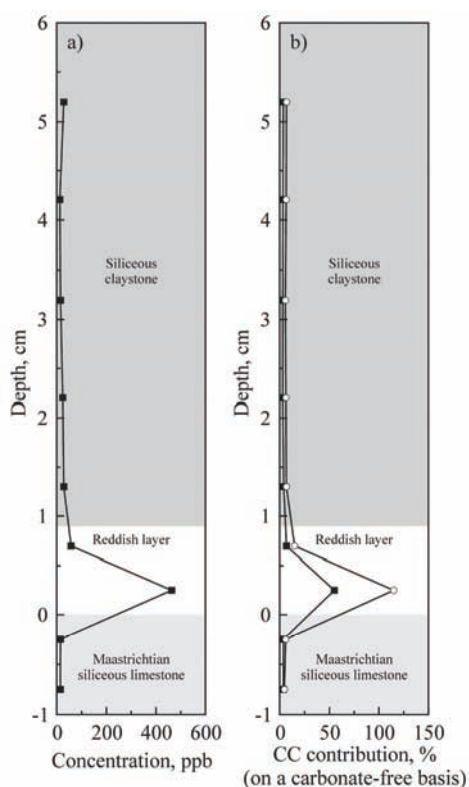 a)
6
5
4
3
2
1
0
-1
Depth, cm
Siliceous
claystone
Reddish layer
Maastrichtian
siliceous limestone
0 200 400 600
Concentration, ppb
b)
6
5
4
3
2
1
0
-1
Depth, cm
Siliceous
claystone
Reddish layer
Maastrichtian
siliceous limestone
0 50 100 150
CC contribution, %
(on a carbonate-free basis)